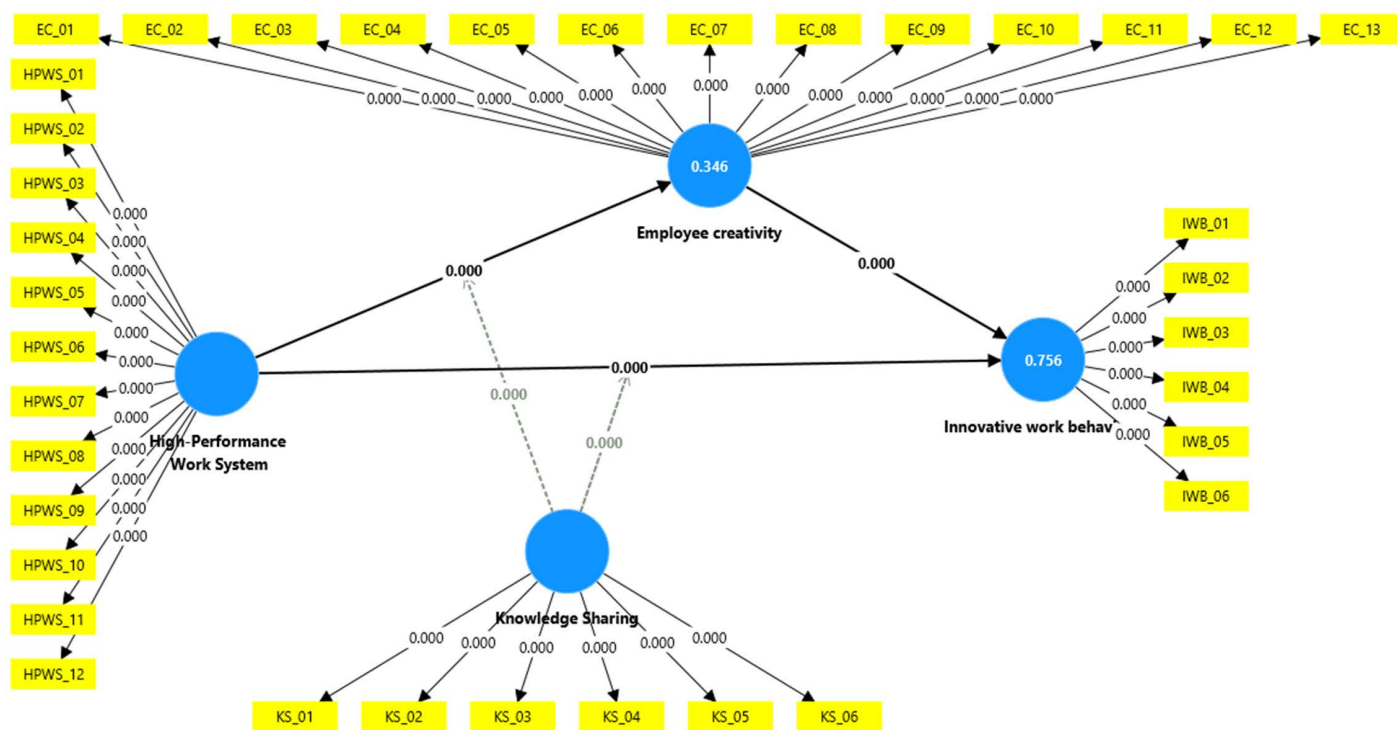 EC_01 EC_02 EC_03 EC_04 EC_05 EC_06 EC_07 EC_08 EC_09 EC_10 EC_11 EC_12 EC_13
0.000 0.000 0.000 0.000 0.000 0.000 0.000 0.000 0.000 0.000 0.000 0.000 0.000
0.346
Employee creativity
HPWS_01
HPWS_02
HPWS_03
HPWS_04
HPWS_05
HPWS_06
HPWS_07
HPWS_08
HPWS_09
HPWS_10
HPWS_11
HPWS_12
0.000
0.000
0.000
0.000
0.000
0.000
0.000
0.000
0.000
0.000
0.000
0.000
High-Performance
Work System
0.000
0.000
0.000
0.000
0.000
0.756
Innovative work behav
0.000
0.000
0.000
0.000
0.000
0.000
IWB_01
IWB_02
IWB_03
IWB_04
IWB_05
IWB_06
Knowledge Sharing
0.000 0.000 0.000 0.000 0.000 0.000
KS_01 KS_02 KS_03 KS_04 KS_05 KS_06